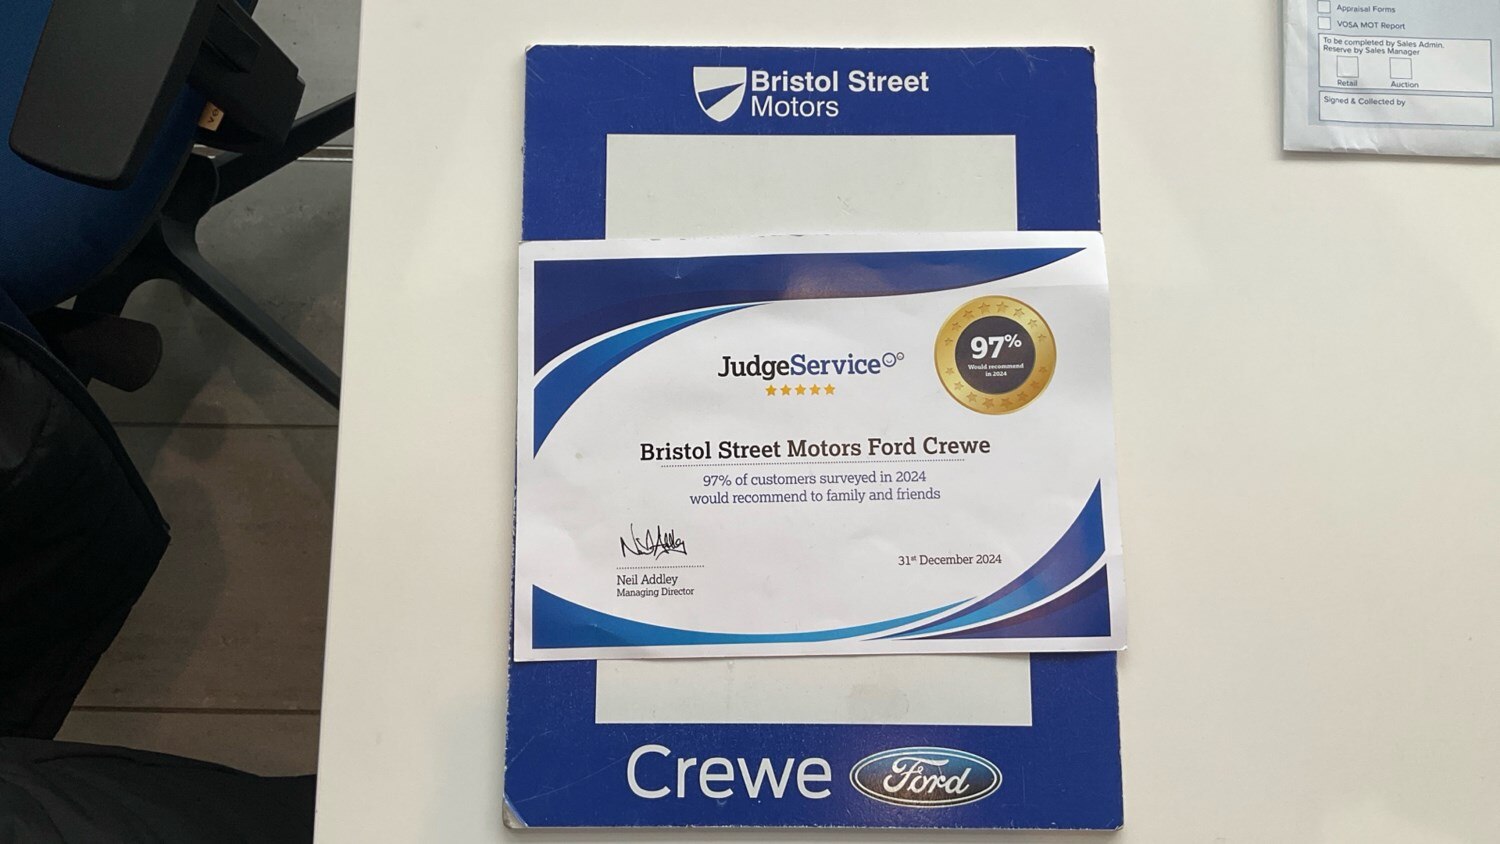 Appraisal Forms
VOSA MOT Report
To be completed by Sales Admin.
Reserve by Sales Manager
Retail
Auction
Signed & Collected by
Bristol Street
Motors
JudgeService
97%
Would recommend
in 2024
Bristol Street Motors Ford Crewe
97% of customers surveyed in 2024
would recommend to family and friends
Neil Addley
Managing Director
31st December 2024
Crewe
Ford